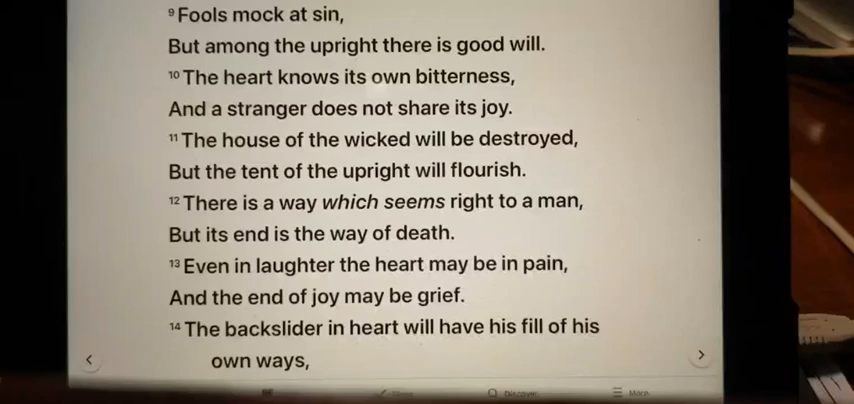 9 Fools mock at sin,
But among the upright there is good will.
10 The heart knows its own bitterness,
And a stranger does not share its joy.
11 The house of the wicked will be destroyed,
But the tent of the upright will flourish.
12 There is a way which seems right to a man,
But its end is the way of death.
13 Even in laughter the heart may be in pain,
And the end of joy may be grief.
14 The backslider in heart will have his fill of his
own ways,
Discover
More